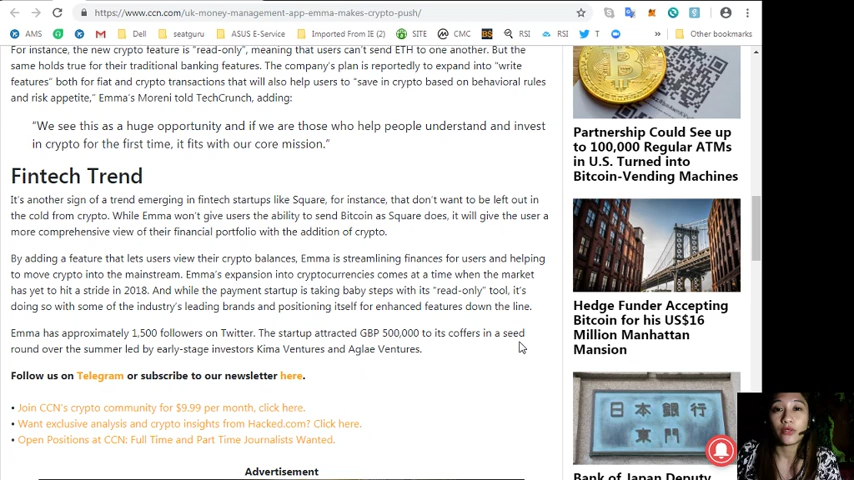 https://www.ccn.com/uk-money-management-app-emma-makes-crypto-push/
AMS
Dell
seatguru
ASUS E-Service
Imported From IE (2)
CMC
RSI
T
Other bookmarks
For instance, the new crypto feature is "read-only", meaning that users can't send ETH to one another. But the
same holds true for their traditional banking features. The company's plan is reportedly to expand into "write
features" both for fiat and crypto transactions that will also help users to "save in crypto based on behavioral rules
and risk appetite," Emma's Moreni told TechCrunch, adding:
"We see this as a huge opportunity and if we are those who help people understand and invest
in crypto for the first time, it fits with our core mission."
Fintech Trend
It's another sign of a trend emerging in fintech startups like Square, for instance, that don't want to be left out in
the cold from crypto. While Emma won't give users the ability to send Bitcoin as Square does, it will give the user a
more comprehensive view of their financial portfolio with the addition of crypto.
By adding a feature that lets users view their crypto balances, Emma is streamlining finances for users and helping
to move crypto into the mainstream. Emma's expansion into cryptocurrencies comes at a time when the market
has yet to hit a stride in 2018. And while the payment startup is taking baby steps with its "read-only" tool, it's
doing so with some of the industry's leading brands and positioning itself for enhanced features down the line.
Emma has approximately 1,500 followers on Twitter. The startup attracted GBP 500,000 to its coffers in a seed
round over the summer led by early-stage investors Kima Ventures and Aglae Ventures.
Follow us on Telegram or subscribe to our newsletter here.
• Join CCN's crypto community for $9.99 per month, click here.
• Want exclusive analysis and crypto insights from Hacked.com? Click here.
• Open Positions at CCN: Full Time and Part Time Journalists Wanted.
Advertisement
Partnership Could See up
to 100,000 Regular ATMs
in U.S. Turned into
Bitcoin-Vending Machines
Hedge Funder Accepting
Bitcoin for his US$16
Million Manhattan
Mansion
日本銀行
東門
Bank of Japan Deputy